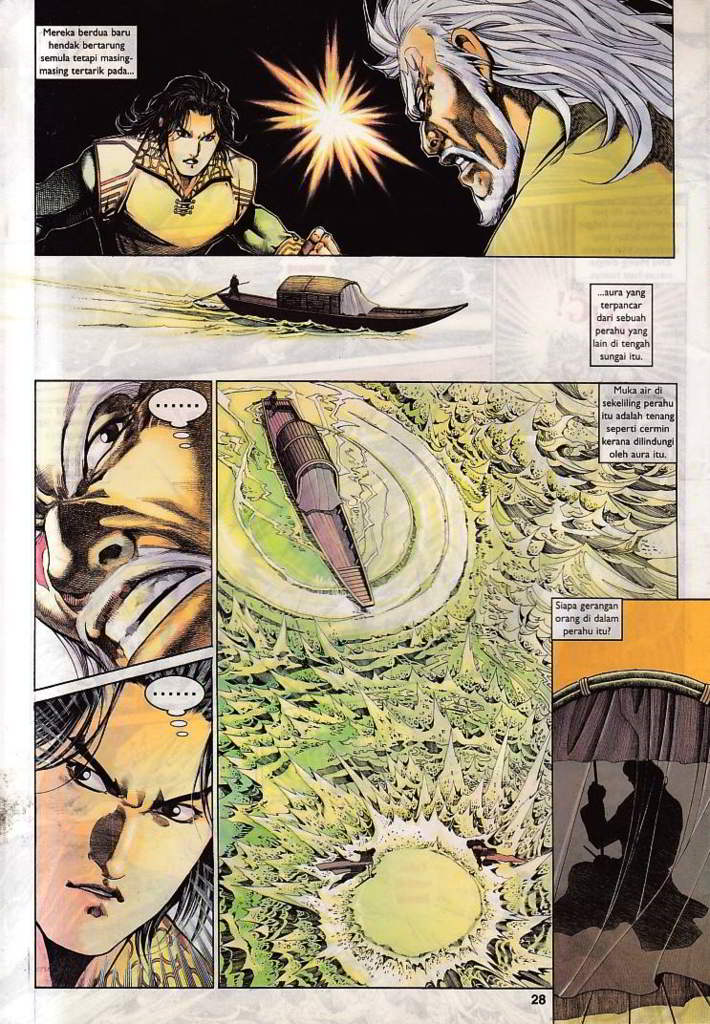 Mereka berdua baru
hendak bertarung
semula tetapi masing-
masing tertarik pada...
...aura yang
terpancar
dari sebuah
perahu yang
lain di tengah
sungai itu.
......
Muka air di
sekeliling perahu
itu adalah tenang
seperti cermin
kerana dilindungi
oleh aura itu.
......
Siapa gerangan
orang di dalam
perahu itu?
28